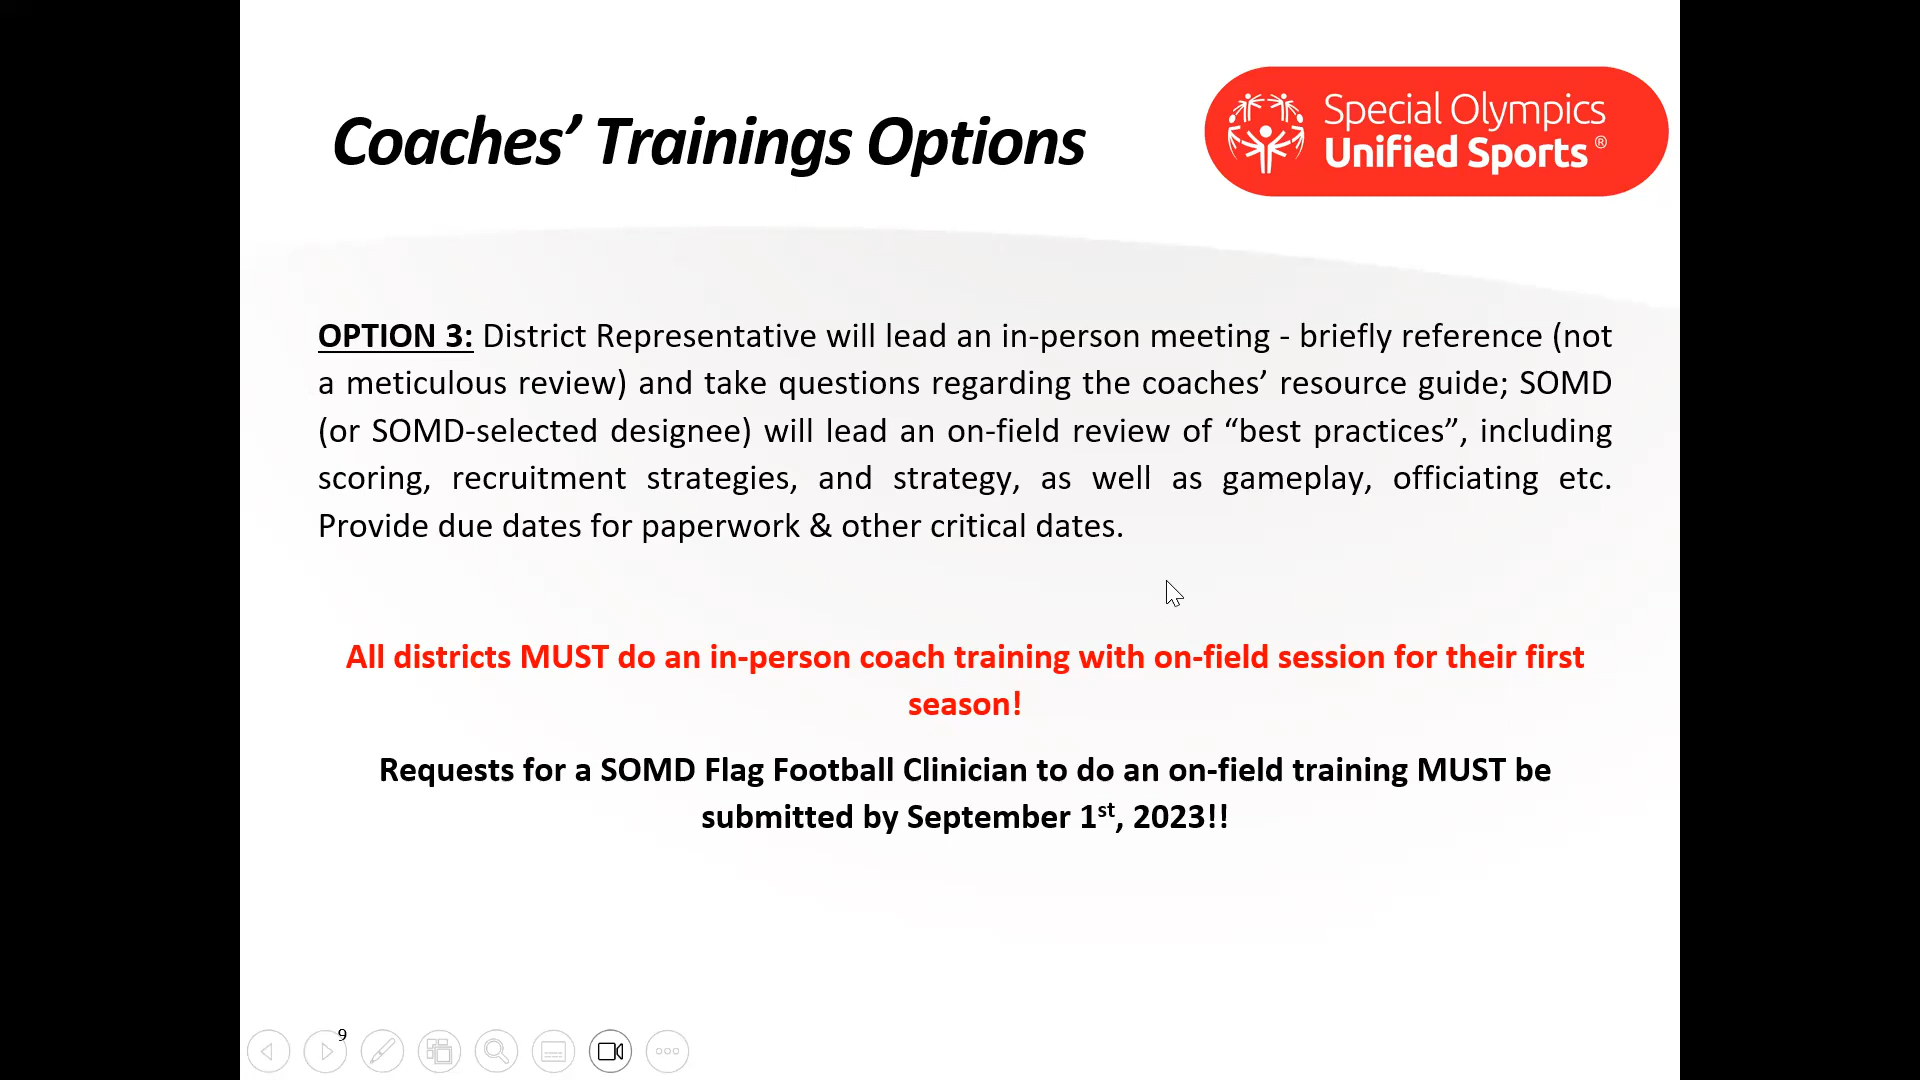 Coaches’ Trainings Options
Special Olympics
Unified Sports ®
OPTION 3: District Representative will lead an in-person meeting - briefly reference (not
a meticulous review) and take questions regarding the coaches’ resource guide; SOMD
(or SOMD-selected designee) will lead an on-field review of “best practices”, including
scoring, recruitment strategies, and strategy, as well as gameplay, officiating etc.
Provide due dates for paperwork & other critical dates.
All districts MUST do an in-person coach training with on-field session for their first
season!
Requests for a SOMD Flag Football Clinician to do an on-field training MUST be
submitted by September 1st, 2023!!
9